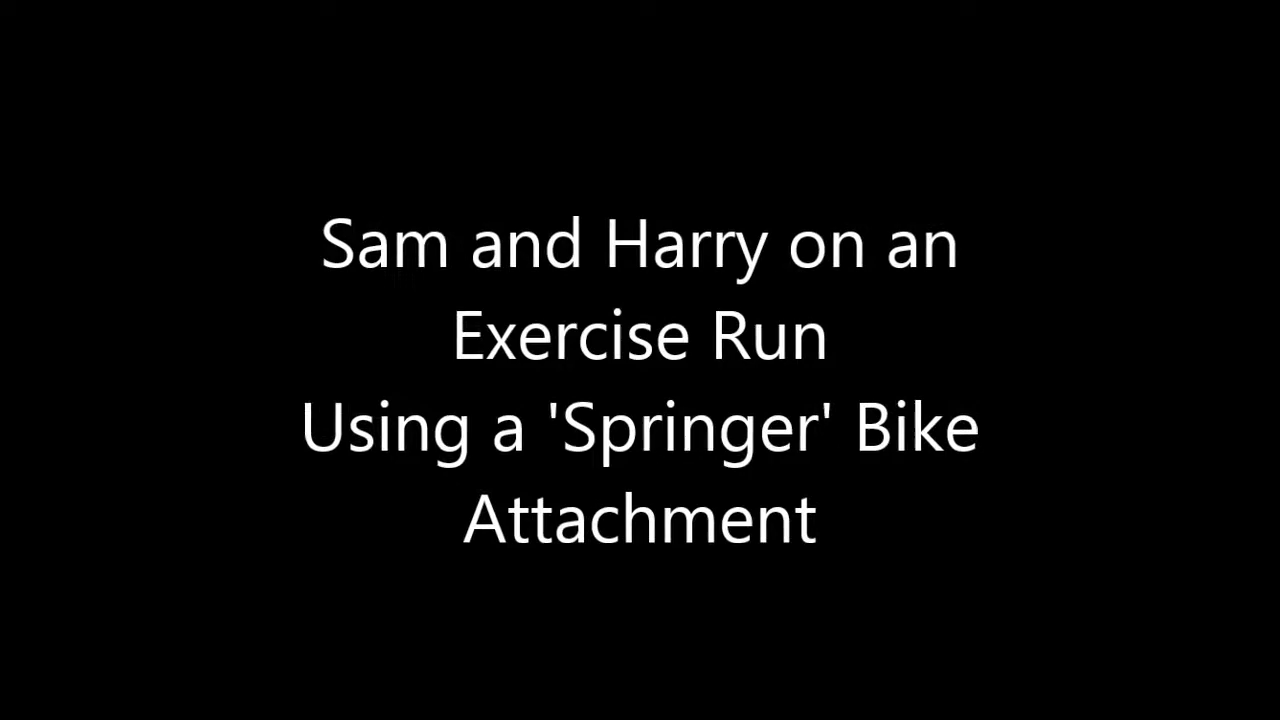 Sam and Harry on an
Exercise Run
Using a 'Springer' Bike
Attachment